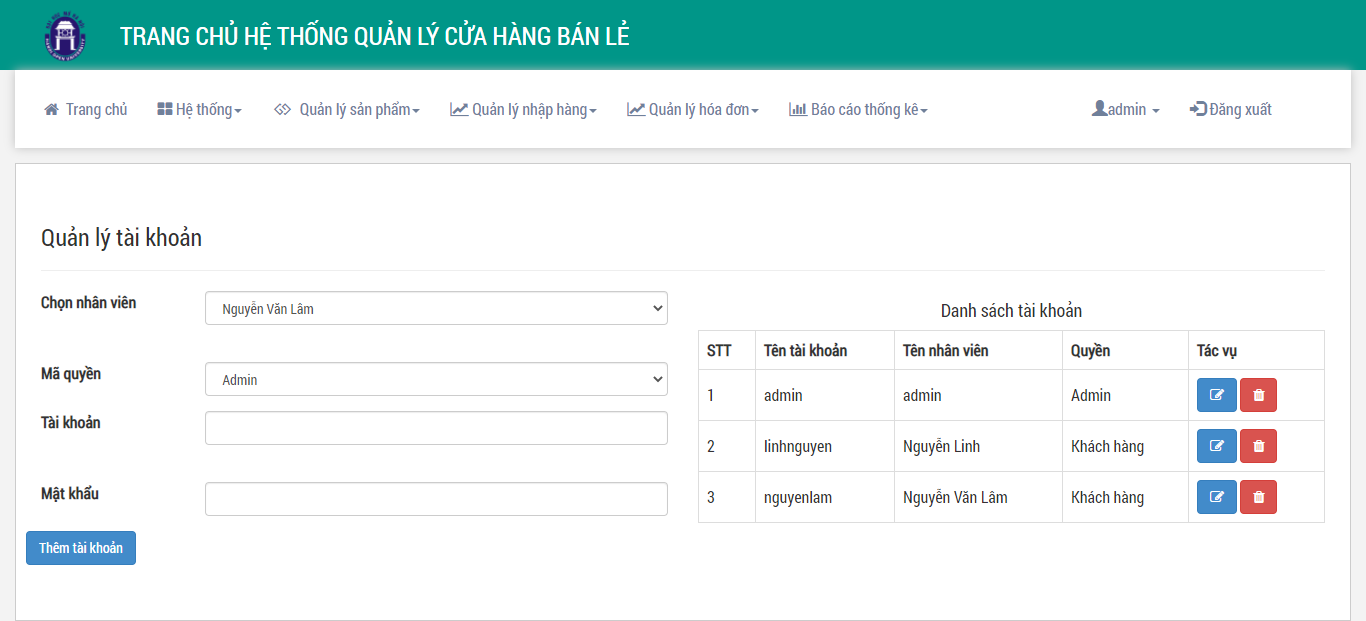 TRANG CHỦ HỆ THỐNG QUẢN LÝ CỬA HÀNG BÁN LẺ
Trang chủ Hệ thống Quản lý sản phẩm Quản lý nhập hàng Quản lý hóa đơn Báo cáo thống kê admin Đăng xuất
Quản lý tài khoản
Chọn nhân viên Nguyễn Văn Lâm
Mã quyền Admin
Tài khoản
Mật khẩu
Thêm tài khoản
Danh sách tài khoản
STT Tên tài khoản Tên nhân viên Quyền Tác vụ
1 admin admin Admin
2 linhnguyen Nguyễn Linh Khách hàng
3 nguyenlam Nguyễn Văn Lâm Khách hàng